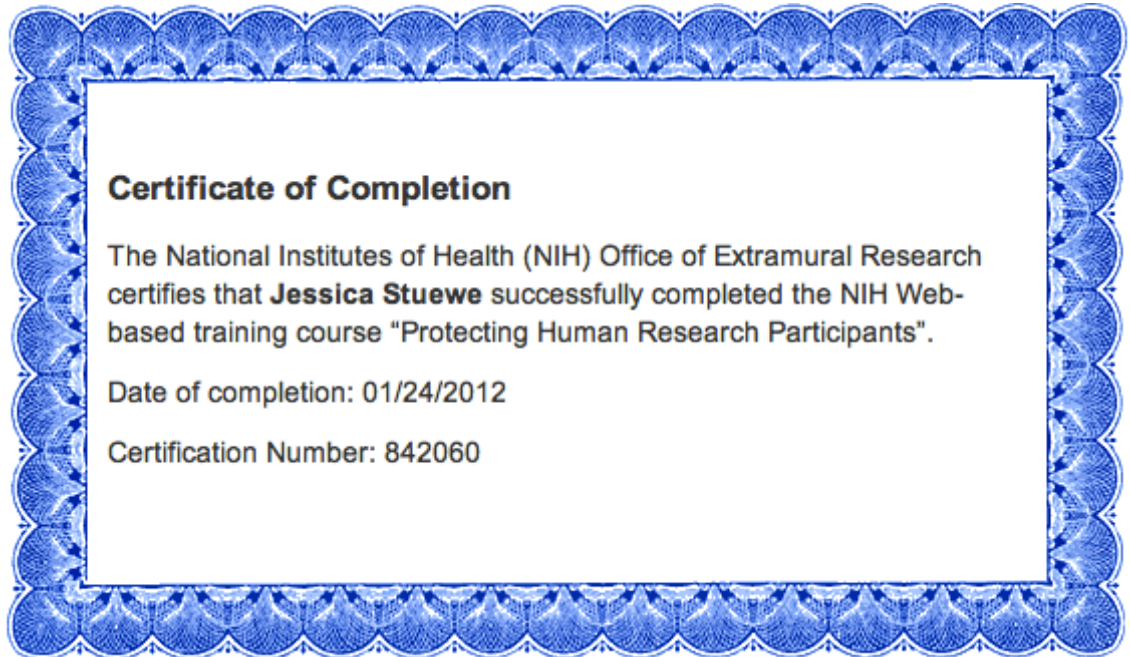 Certificate of Completion
The National Institutes of Health (NIH) Office of Extramural Research
certifies that Jessica Stuewe successfully completed the NIH Web-
based training course “Protecting Human Research Participants”.
Date of completion: 01/24/2012
Certification Number: 842060